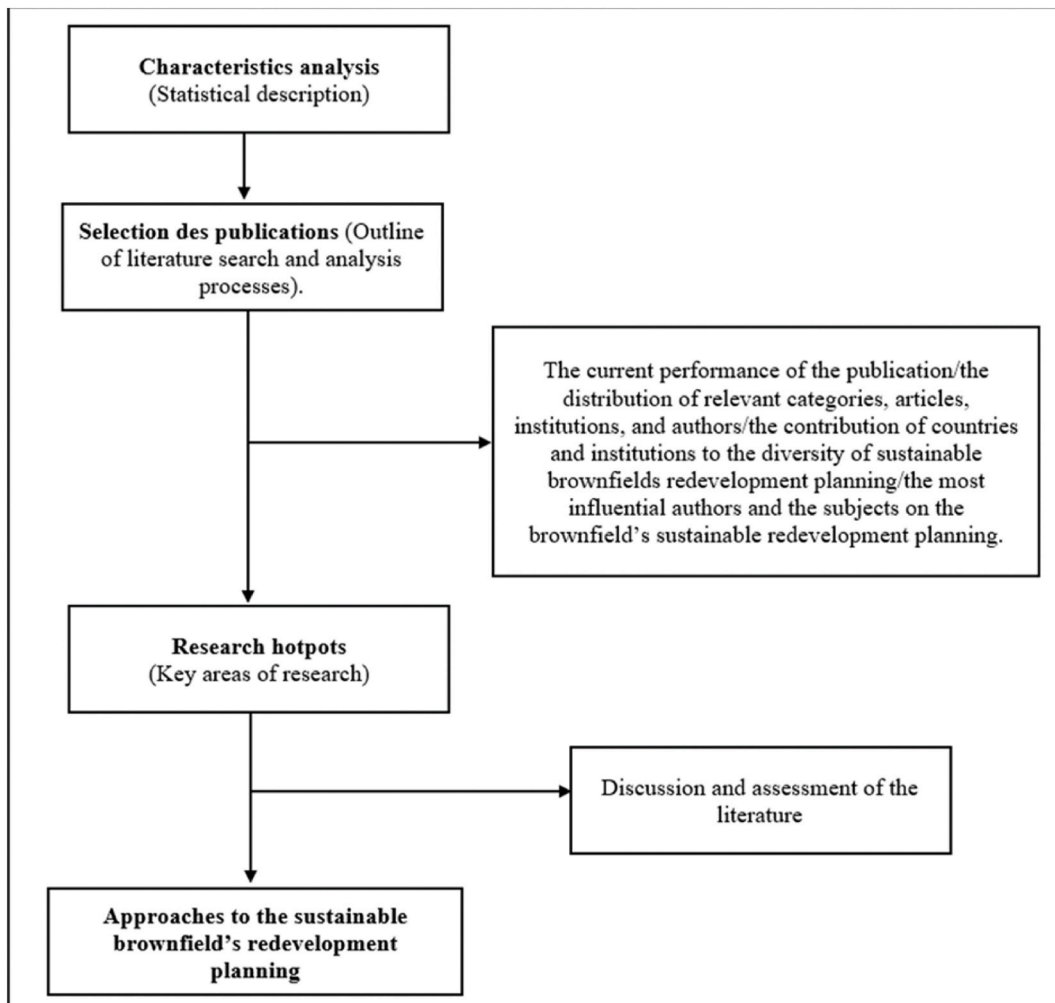 Characteristics analysis
(Statistical description)
Selection des publications (Outline
of literature search and analysis
processes).
The current performance of the publication/the
distribution of relevant categories, articles,
institutions, and authors/the contribution of countries
and institutions to the diversity of sustainable
brownfields redevelopment planning/the most
influential authors and the subjects on the
brownfield’s sustainable redevelopment planning.
Research hotpots
(Key areas of research)
Discussion and assessment of the
literature
Approaches to the sustainable
brownfield’s redevelopment
planning